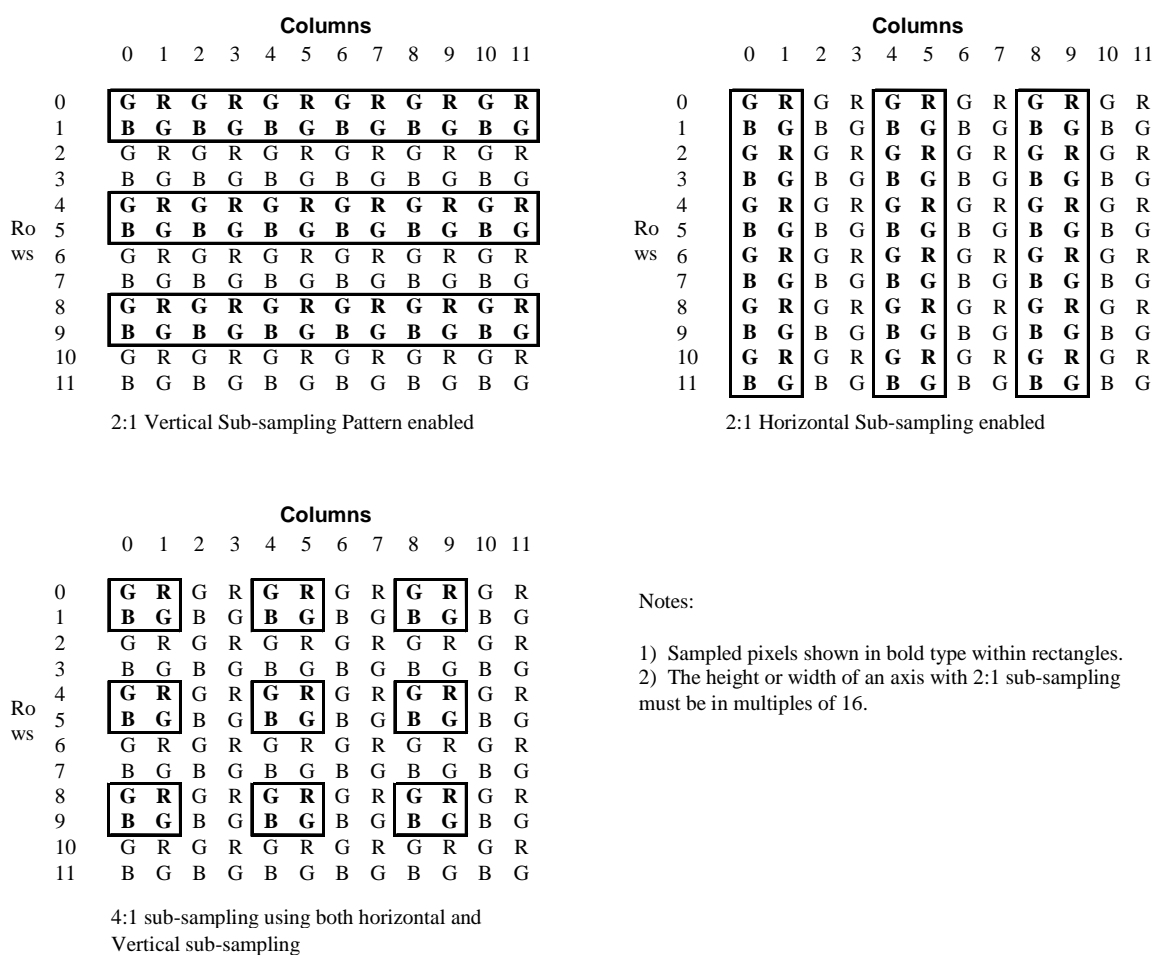 Columns
0 1 2 3 4 5 6 7 8 9 10 11
0 G R G R G R G R G R G R
1 B G B G B G B G B G B G
2 G R G R G R G R G R G R
3 B G B G B G B G B G B G
4 G R G R G R G R G R G R
Ro 5 B G B G B G B G B G B G
ws 6 G R G R G R G R G R G R
7 B G B G B G B G B G B G
8 G R G R G R G R G R G R
9 B G B G B G B G B G B G
10 G R G R G R G R G R G R
11 B G B G B G B G B G B G
2:1 Vertical Sub-sampling Pattern enabled
Columns
0 1 2 3 4 5 6 7 8 9 10 11
0 G R G R G R G R G R G R
1 B G B G B G B G B G B G
2 G R G R G R G R G R G R
3 B G B G B G B G B G B G
4 G R G R G R G R G R G R
Ro 5 B G B G B G B G B G B G
ws 6 G R G R G R G R G R G R
7 B G B G B G B G B G B G
8 G R G R G R G R G R G R
9 B G B G B G B G B G B G
10 G R G R G R G R G R G R
11 B G B G B G B G B G B G
2:1 Horizontal Sub-sampling enabled
Columns
0 1 2 3 4 5 6 7 8 9 10 11
0 G R G R G R G R G R G R
1 B G B G B G B G B G B G
2 G R G R G R G R G R G R
3 B G B G B G B G B G B G
4 G R G R G R G R G R G R
Ro 5 B G B G B G B G B G B G
ws 6 G R G R G R G R G R G R
7 B G B G B G B G B G B G
8 G R G R G R G R G R G R
9 B G B G B G B G B G B G
10 G R G R G R G R G R G R
11 B G B G B G B G B G B G
4:1 sub-sampling using both horizontal and
Vertical sub-sampling
Notes:
1) Sampled pixels shown in bold type within rectangles.
2) The height or width of an axis with 2:1 sub-sampling
must be in multiples of 16.